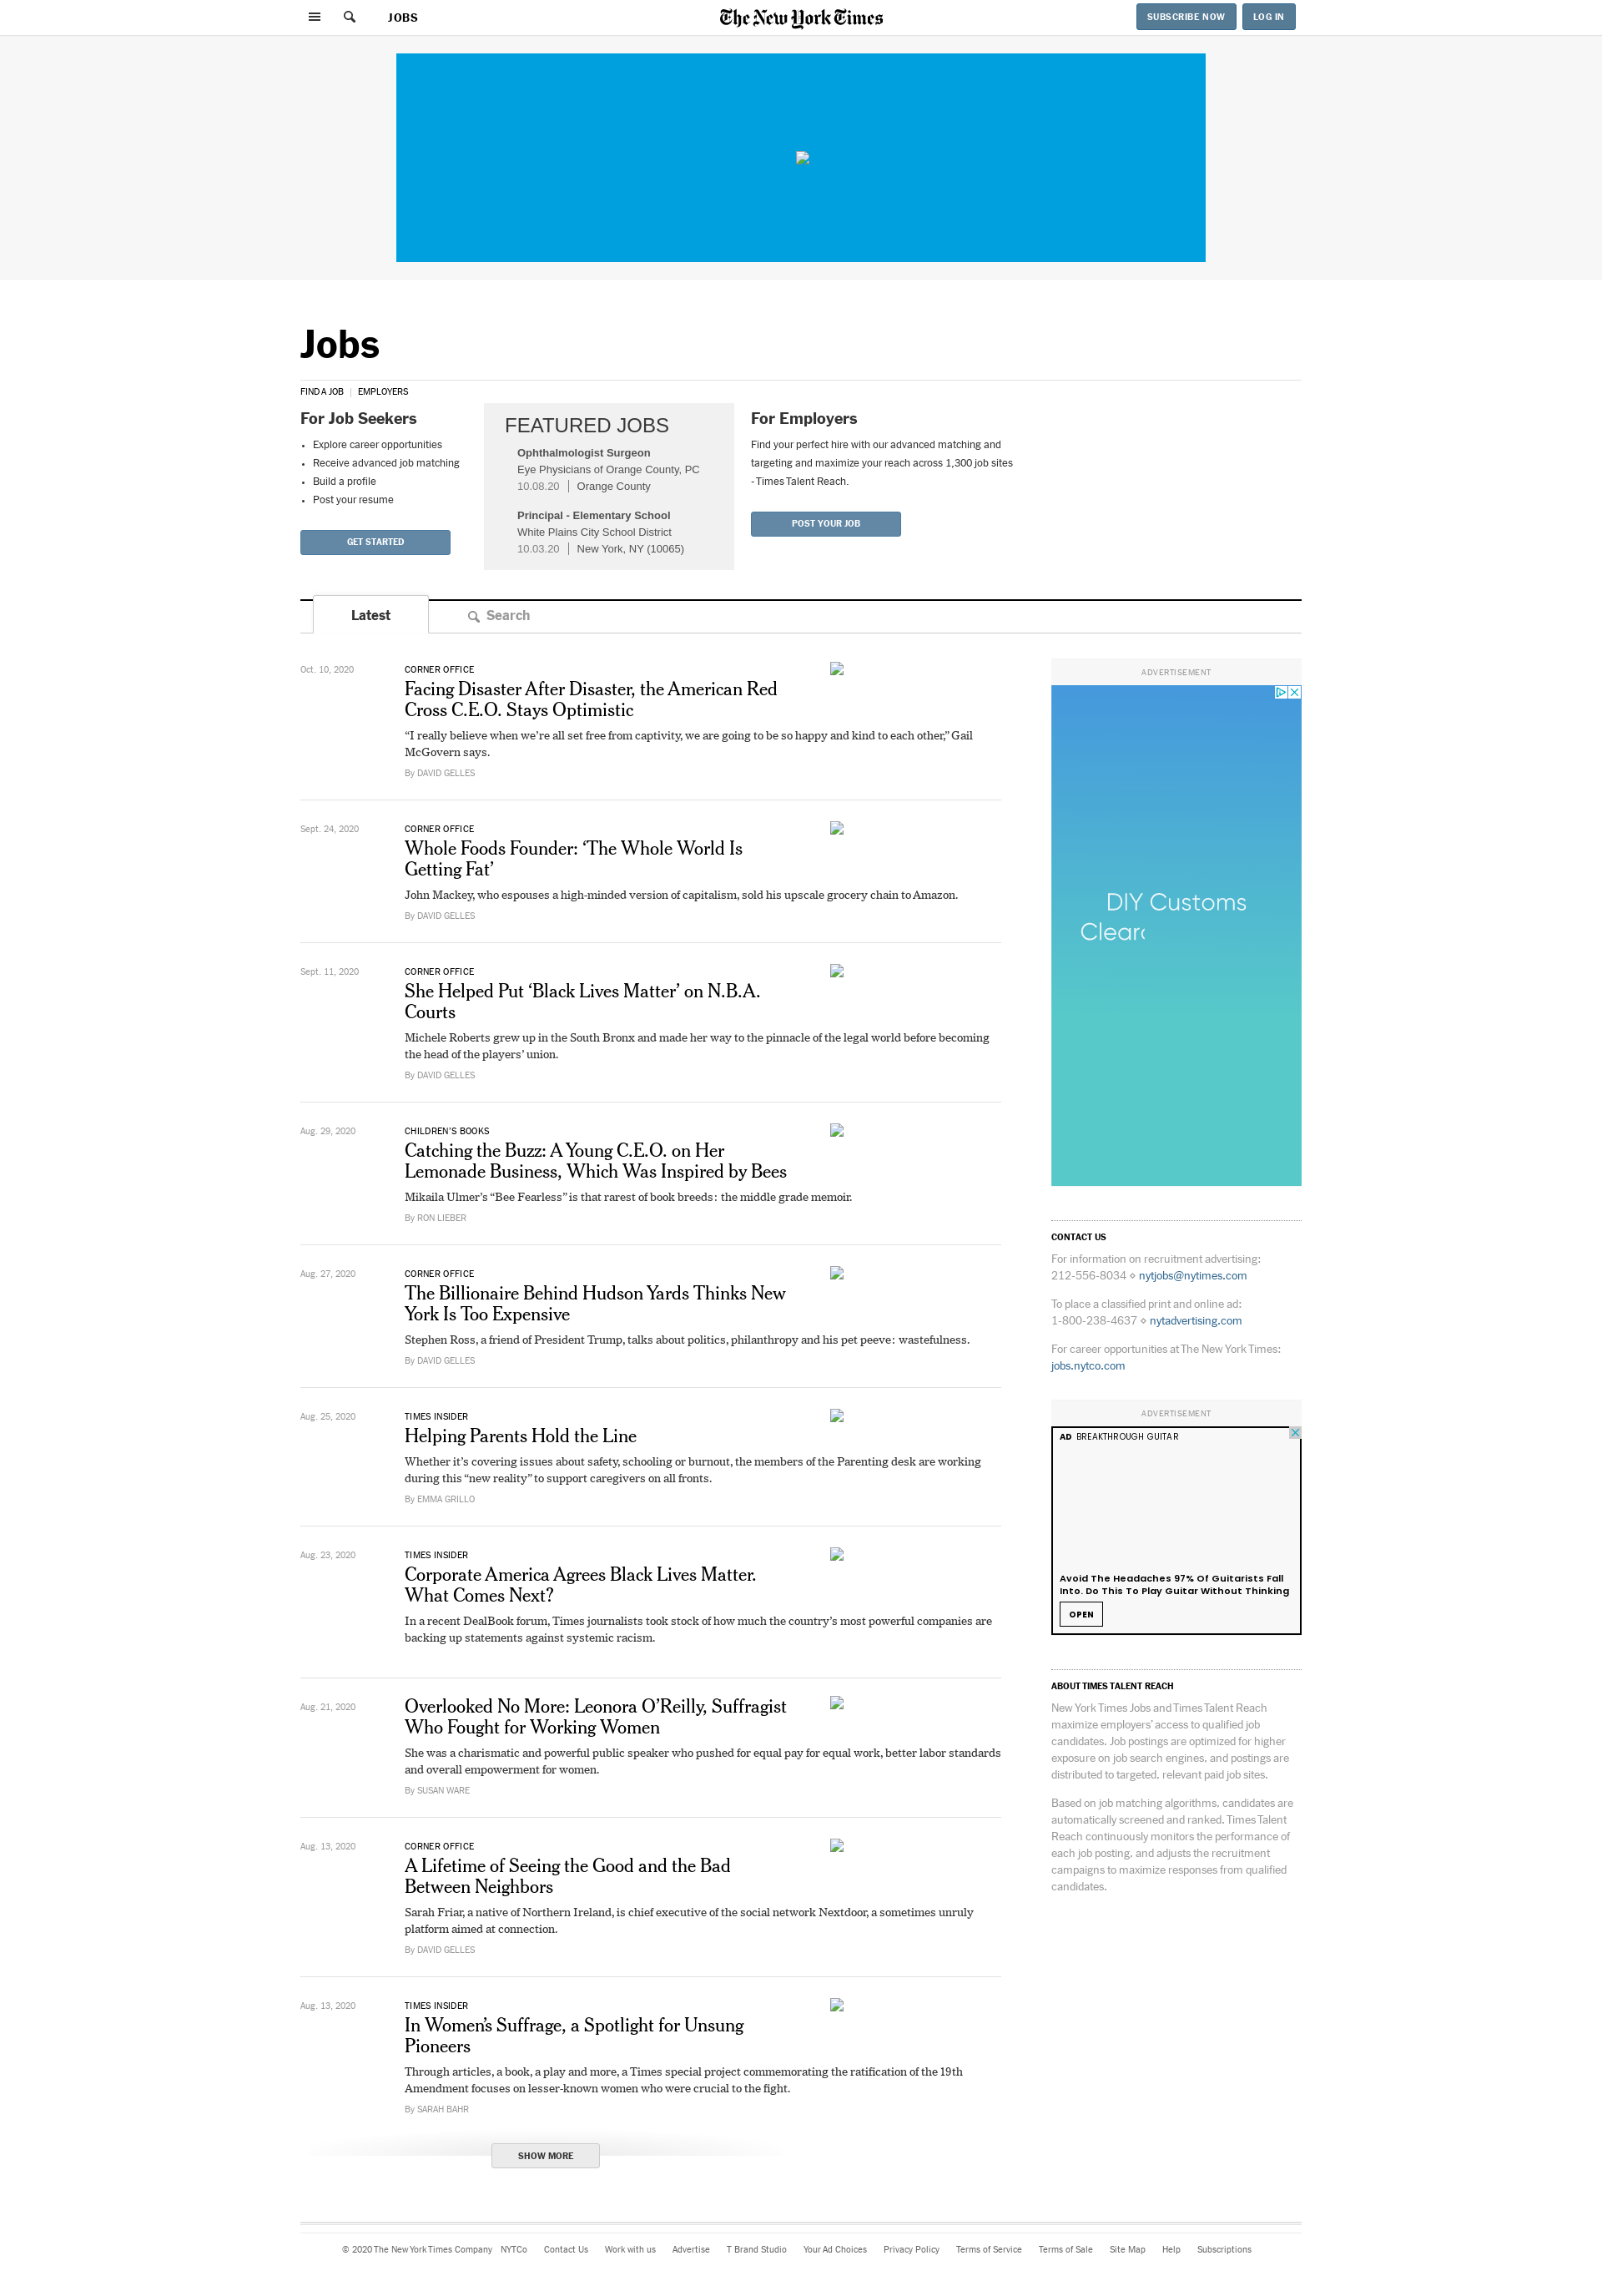 JOBS
The New York Times
SUBSCRIBE NOW
LOG IN
Jobs
FIND A JOB | EMPLOYERS
For Job Seekers
• Explore career opportunities
• Receive advanced job matching
• Build a profile
• Post your resume
GET STARTED
FEATURED JOBS
Ophthalmologist Surgeon
Eye Physicians of Orange County, PC
10.08.20 | Orange County
Principal - Elementary School
White Plains City School District
10.03.20 | New York, NY (10065)
For Employers
Find your perfect hire with our advanced matching and
targeting and maximize your reach across 1,300 job sites
- Times Talent Reach.
POST YOUR JOB
Latest
Search
Oct. 10, 2020
CORNER OFFICE
Facing Disaster After Disaster, the American Red
Cross C.E.O. Stays Optimistic
“I really believe when we’re all set free from captivity, we are going to be so happy and kind to each other,” Gail
McGovern says.
By DAVID GELLES
Sept. 24, 2020
CORNER OFFICE
Whole Foods Founder: ‘The Whole World Is
Getting Fat’
John Mackey, who espouses a high-minded version of capitalism, sold his upscale grocery chain to Amazon.
By DAVID GELLES
Sept. 11, 2020
CORNER OFFICE
She Helped Put ‘Black Lives Matter’ on N.B.A.
Courts
Michele Roberts grew up in the South Bronx and made her way to the pinnacle of the legal world before becoming
the head of the players’ union.
By DAVID GELLES
Aug. 29, 2020
CHILDREN’S BOOKS
Catching the Buzz: A Young C.E.O. on Her
Lemonade Business, Which Was Inspired by Bees
Mikaila Ulmer’s “Bee Fearless” is that rarest of book breeds: the middle grade memoir.
By RON LIEBER
Aug. 27, 2020
CORNER OFFICE
The Billionaire Behind Hudson Yards Thinks New
York Is Too Expensive
Stephen Ross, a friend of President Trump, talks about politics, philanthropy and his pet peeve: wastefulness.
By DAVID GELLES
Aug. 25, 2020
TIMES INSIDER
Helping Parents Hold the Line
Whether it’s covering issues about safety, schooling or burnout, the members of the Parenting desk are working
during this “new reality” to support caregivers on all fronts.
By EMMA GRILLO
Aug. 23, 2020
TIMES INSIDER
Corporate America Agrees Black Lives Matter.
What Comes Next?
In a recent DealBook forum, Times journalists took stock of how much the country’s most powerful companies are
backing up statements against systemic racism.
Aug. 21, 2020
Overlooked No More: Leonora O’Reilly, Suffragist
Who Fought for Working Women
She was a charismatic and powerful public speaker who pushed for equal pay for equal work, better labor standards
and overall empowerment for women.
By SUSAN WARE
Aug. 13, 2020
CORNER OFFICE
A Lifetime of Seeing the Good and the Bad
Between Neighbors
Sarah Friar, a native of Northern Ireland, is chief executive of the social network Nextdoor, a sometimes unruly
platform aimed at connection.
By DAVID GELLES
Aug. 13, 2020
TIMES INSIDER
In Women’s Suffrage, a Spotlight for Unsung
Pioneers
Through articles, a book, a play and more, a Times special project commemorating the ratification of the 19th
Amendment focuses on lesser-known women who were crucial to the fight.
By SARAH BAHR
SHOW MORE
ADVERTISEMENT
DIY Customs
Clear
CONTACT US
For information on recruitment advertising:
212-556-8034 ⋄ nytjobs@nytimes.com
To place a classified print and online ad:
1-800-238-4637 ⋄ nytadvertising.com
For career opportunities at The New York Times:
jobs.nytco.com
ADVERTISEMENT
AD BREAKTHROUGH GUITAR
Avoid The Headaches 97% Of Guitarists Fall
Into. Do This To Play Guitar Without Thinking
OPEN
ABOUT TIMES TALENT REACH
New York Times Jobs and Times Talent Reach
maximize employers’ access to qualified job
candidates. Job postings are optimized for higher
exposure on job search engines, and postings are
distributed to targeted, relevant paid job sites.
Based on job matching algorithms, candidates are
automatically screened and ranked. Times Talent
Reach continuously monitors the performance of
each job posting, and adjusts the recruitment
campaigns to maximize responses from qualified
candidates.
© 2020 The New York Times Company NYTCo Contact Us Work with us Advertise T Brand Studio Your Ad Choices Privacy Policy Terms of Service Terms of Sale Site Map Help Subscriptions